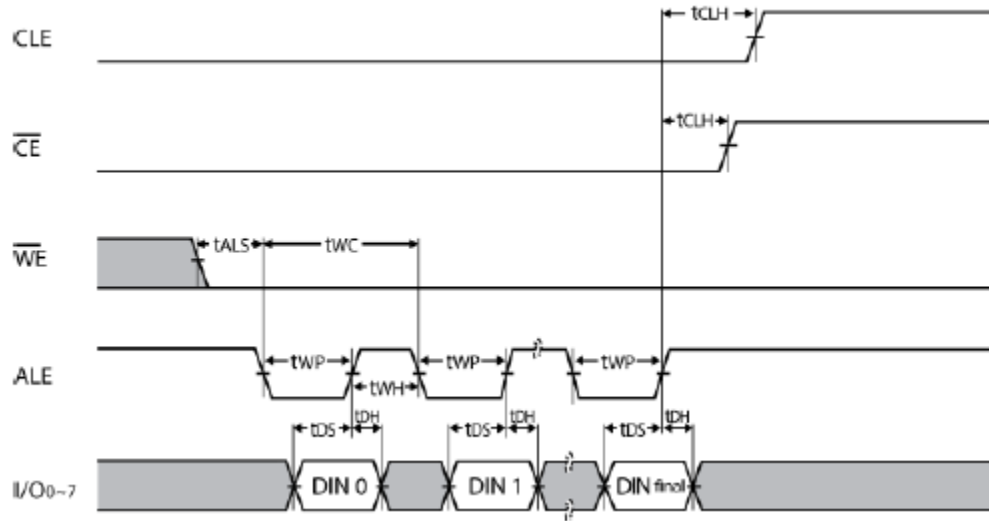 tCLH
CLE
tCLH
CE
tALS tWC
WE
tWP tWP tWP
ALE
tWH
tDS tDH tDS tDH tDS tDH
I/O0~7 DIN 0 DIN 1 DIN final